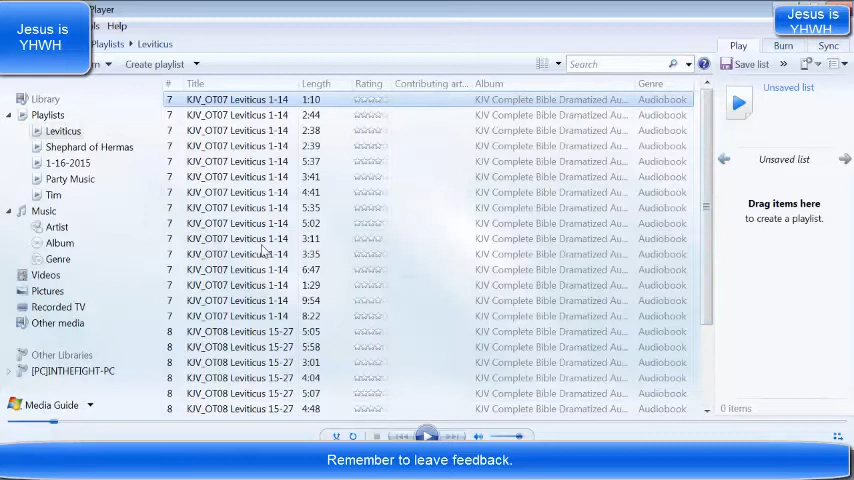 Jesus is
YHWH
Player
ls Help
Playlists Leviticus
Create playlist
Search
# Title Length Rating Contributing art... Album Genre
7 KJV_OT07 Leviticus 1-14 1:10 KJV Complete Bible Dramatized Au... Audiobook
7 KJV_OT07 Leviticus 1-14 2:44 KJV Complete Bible Dramatized Au... Audiobook
7 KJV_OT07 Leviticus 1-14 2:38 KJV Complete Bible Dramatized Au... Audiobook
7 KJV_OT07 Leviticus 1-14 2:39 KJV Complete Bible Dramatized Au... Audiobook
7 KJV_OT07 Leviticus 1-14 5:37 KJV Complete Bible Dramatized Au... Audiobook
7 KJV_OT07 Leviticus 1-14 3:41 KJV Complete Bible Dramatized Au... Audiobook
7 KJV_OT07 Leviticus 1-14 4:41 KJV Complete Bible Dramatized Au... Audiobook
7 KJV_OT07 Leviticus 1-14 5:35 KJV Complete Bible Dramatized Au... Audiobook
7 KJV_OT07 Leviticus 1-14 5:02 KJV Complete Bible Dramatized Au... Audiobook
7 KJV_OT07 Leviticus 1-14 3:11 KJV Complete Bible Dramatized Au... Audiobook
7 KJV_OT07 Leviticus 1-14 3:35 KJV Complete Bible Dramatized Au... Audiobook
7 KJV_OT07 Leviticus 1-14 6:47 KJV Complete Bible Dramatized Au... Audiobook
7 KJV_OT07 Leviticus 1-14 1:29 KJV Complete Bible Dramatized Au... Audiobook
7 KJV_OT07 Leviticus 1-14 9:54 KJV Complete Bible Dramatized Au... Audiobook
7 KJV_OT07 Leviticus 1-14 8:22 KJV Complete Bible Dramatized Au... Audiobook
8 KJV_OT08 Leviticus 15-27 5:05 KJV Complete Bible Dramatized Au... Audiobook
8 KJV_OT08 Leviticus 15-27 5:58 KJV Complete Bible Dramatized Au... Audiobook
8 KJV_OT08 Leviticus 15-27 3:01 KJV Complete Bible Dramatized Au... Audiobook
8 KJV_OT08 Leviticus 15-27 4:04 KJV Complete Bible Dramatized Au... Audiobook
8 KJV_OT08 Leviticus 15-27 5:07 KJV Complete Bible Dramatized Au... Audiobook
8 KJV_OT08 Leviticus 15-27 4:48 KJV Complete Bible Dramatized Au... Audiobook
Library
Playlists
Leviticus
Shephard of Hermas
1-16-2015
Party Music
Tim
Music
Artist
Album
Genre
Videos
Pictures
Recorded TV
Other media
Other Libraries
[PC]INTHEFIGHT-PC
Media Guide
Jesus is
YHWH
Play Burn Sync
Save list
Unsaved list
Unsaved list
Drag items here
to create a playlist.
0 items
Remember to leave feedback.